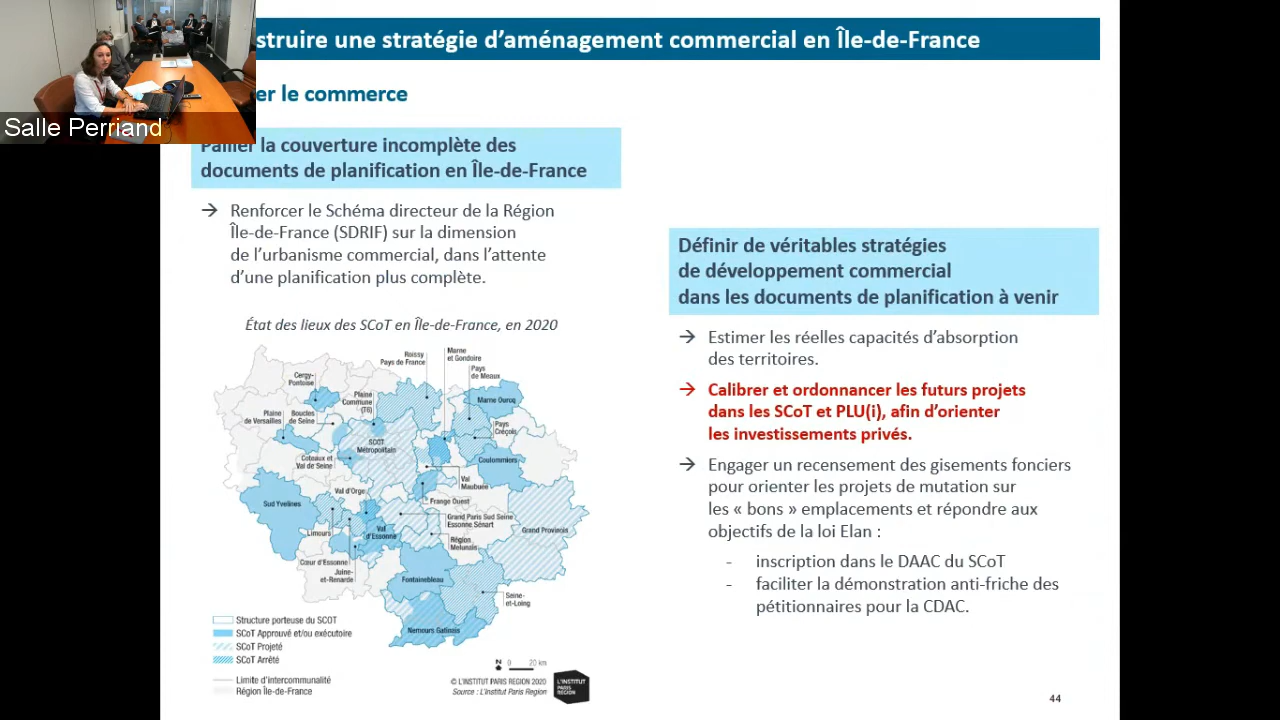 struire une stratégie d’aménagement commercial en Île-de-France
er le commerce
Salle Perriand
Pallier la couverture incomplète des
documents de planification en Île-de-France
→ Renforcer le Schéma directeur de la Région
Île-de-France (SDRIF) sur la dimension
de l’urbanisme commercial, dans l’attente
d’une planification plus complète.
État des lieux des SCoT en Île-de-France, en 2020
Roissy
Pays de France
Marne
et Gondoire
Pays
de Meaux
Cergy-
Pontoise
Plaine
Commune
(T6)
Marne Ourcq
Plaine
de Versailles
Boucles
de Seine
Pays
Créçois
SCOT
Métropolitain
Coteaux et
Val de Seine
Coulommiers
Val
Maubuée
Val d'Orge
Frange Ouest
Sud Yvelines
Grand Paris Sud Seine
Essonne Sénart
Grand Provinois
Limours
Val
d'Essonne
Région
Melunais
Cœur d'Essonne
Juine-
et-Renarde
Fontainebleau
Seine-
et-Loing
Nemours Gatinais
Structure porteuse du SCOT
SCoT Approuvé et/ou exécutoire
SCoT Projeté
SCoT Arrêté
Limite d'intercommunalité
Région Île-de-France
N 0 20 km
© L'INSTITUT PARIS REGION 2020
Source : L'institut Paris Region
L'INSTITUT
PARIS
REGION
Définir de véritables stratégies
de développement commercial
dans les documents de planification à venir
→ Estimer les réelles capacités d’absorption
des territoires.
→ Calibrer et ordonnancer les futurs projets
dans les SCoT et PLU(i), afin d’orienter
les investissements privés.
→ Engager un recensement des gisements fonciers
pour orienter les projets de mutation sur
les « bons » emplacements et répondre aux
objectifs de la loi Elan :
- inscription dans le DAAC du SCoT
- faciliter la démonstration anti-friche des
pétitionnaires pour la CDAC.
44